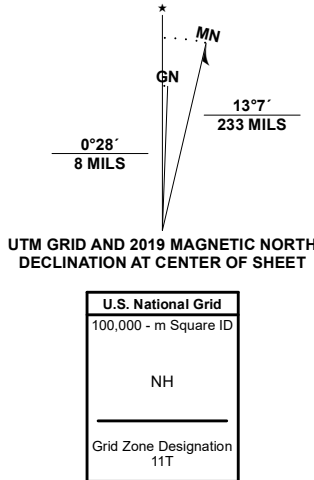 ★
MN
GN
0°28´
8 MILS
13°7´
233 MILS
UTM GRID AND 2019 MAGNETIC NORTH
DECLINATION AT CENTER OF SHEET
U.S. National Grid
100,000 - m Square ID
NH
Grid Zone Designation
11T